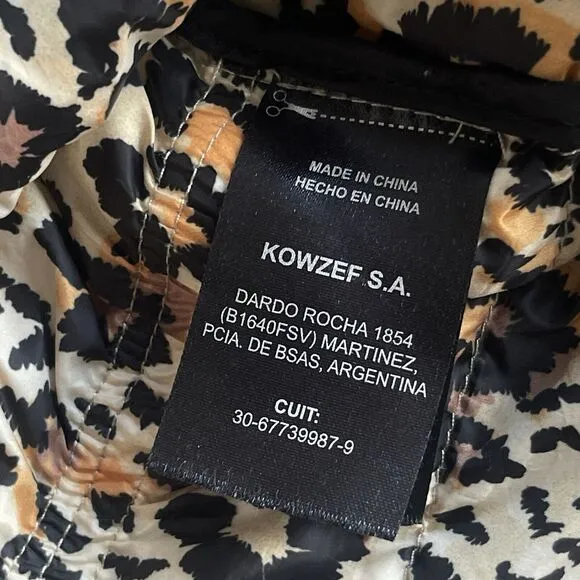 MADE IN CHINA
HECHO EN CHINA
KOWZEF S.A.
DARDO ROCHA 1854
(B1640FSV) MARTINEZ,
PCIA. DE BSAS, ARGENTINA
CUIT:
30-67739987-9